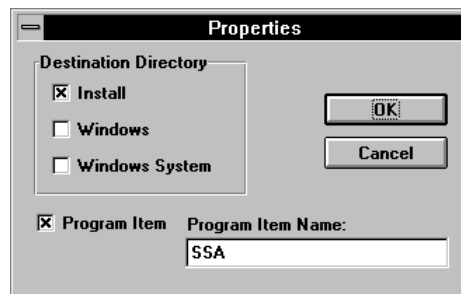 Properties
Destination Directory
Install
Windows
Windows System
OK
Cancel
Program Item
Program Item Name:
SSA